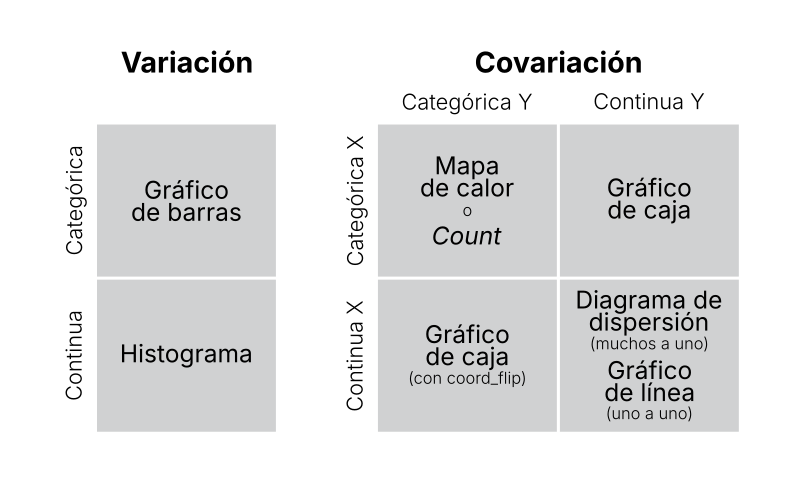 Variación
Categórica
Gráfico
de barras
Continua
Histograma
Covariación
Categórica Y
Continua Y
Categórica X
Mapa
de calor
o
Count
Gráfico
de caja
Continua X
Gráfico
de caja
(con coord_flip)
Diagrama de
dispersión
(muchos a uno)
Gráfico
de línea
(uno a uno)